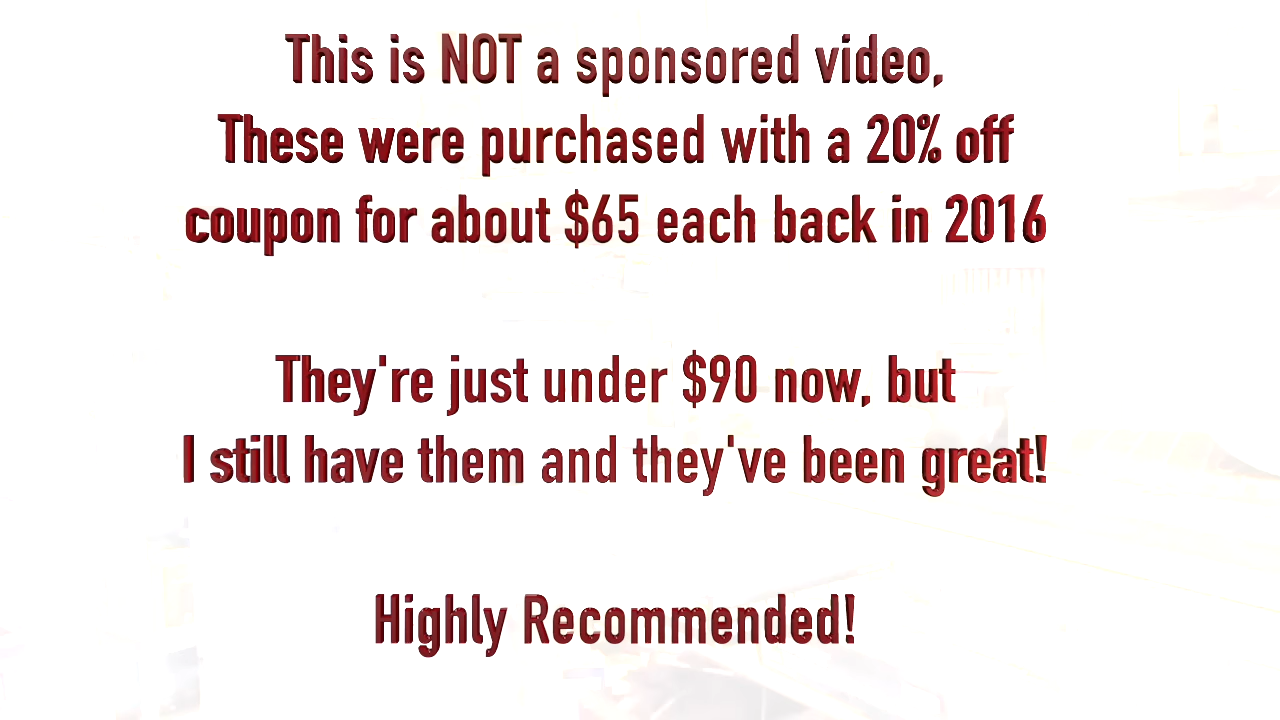 This is NOT a sponsored video,
These were purchased with a 20% off
coupon for about $65 each back in 2016
They're just under $90 now, but
I still have them and they've been great!
Highly Recommended!